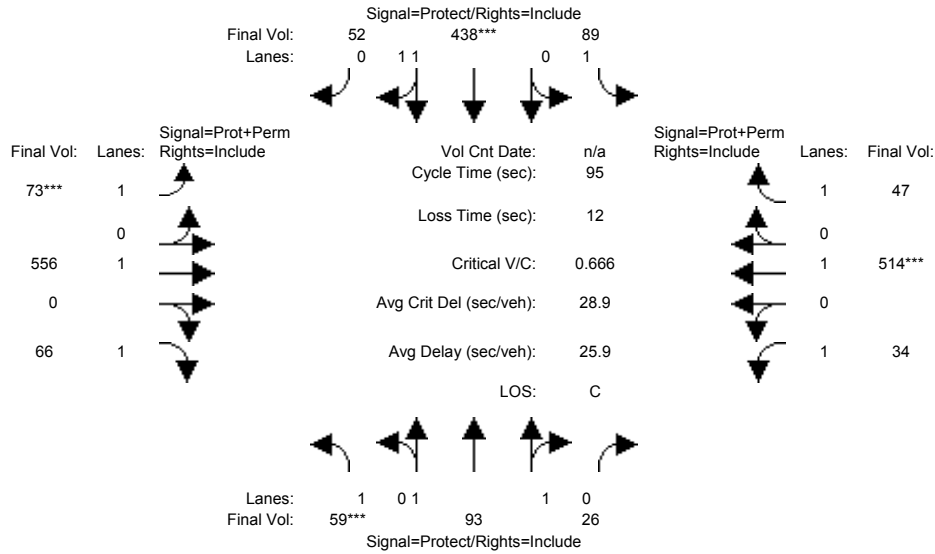 Signal=Protect/Rights=Include
Final Vol: 52 438*** 89
Lanes: 0 1 1 0 1
Signal=Prot+Perm
Final Vol: Lanes: Rights=Include
Vol Cnt Date: n/a
Signal=Prot+Perm
Rights=Include Lanes: Final Vol:
Cycle Time (sec): 95
73*** 1
1 47
Loss Time (sec): 12
0
0
556 1
Critical V/C: 0.666
1 514***
0 0
Avg Crit Del (sec/veh): 28.9
0
66 1
Avg Delay (sec/veh): 25.9
1 34
LOS: C
Lanes: 1 0 1 1 0
Final Vol: 59*** 93 26
Signal=Protect/Rights=Include